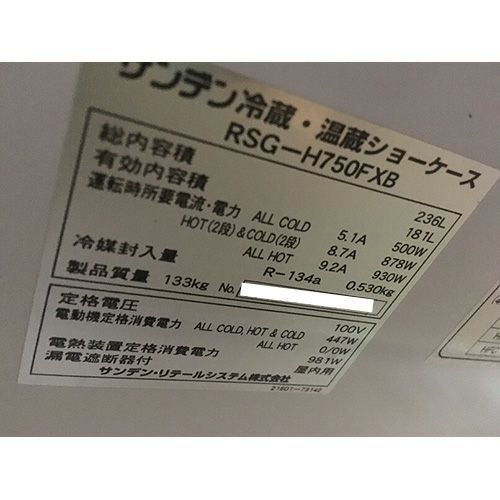 サンデン冷蔵・温蔵ショーケース
RSG-H750FXB
総内容積 236L
有効内容積 181L
運転時所要電流・電力 ALL COLD 5.1A 500W
HOT(2段)&COLD(2段) 8.7A 878W
ALL HOT 9.2A 930W
冷媒封入量 R-134a 0.530kg
製品質量 133kg No.
定格電圧 100V
電動機定格消費電力 ALL COLD, HOT & COLD 447W
ALL HOT 0/0W
電熱装置定格消費電力 981W
漏電遮断器付 屋内用
サンデン・リテールシステム株式会社
21601-73142